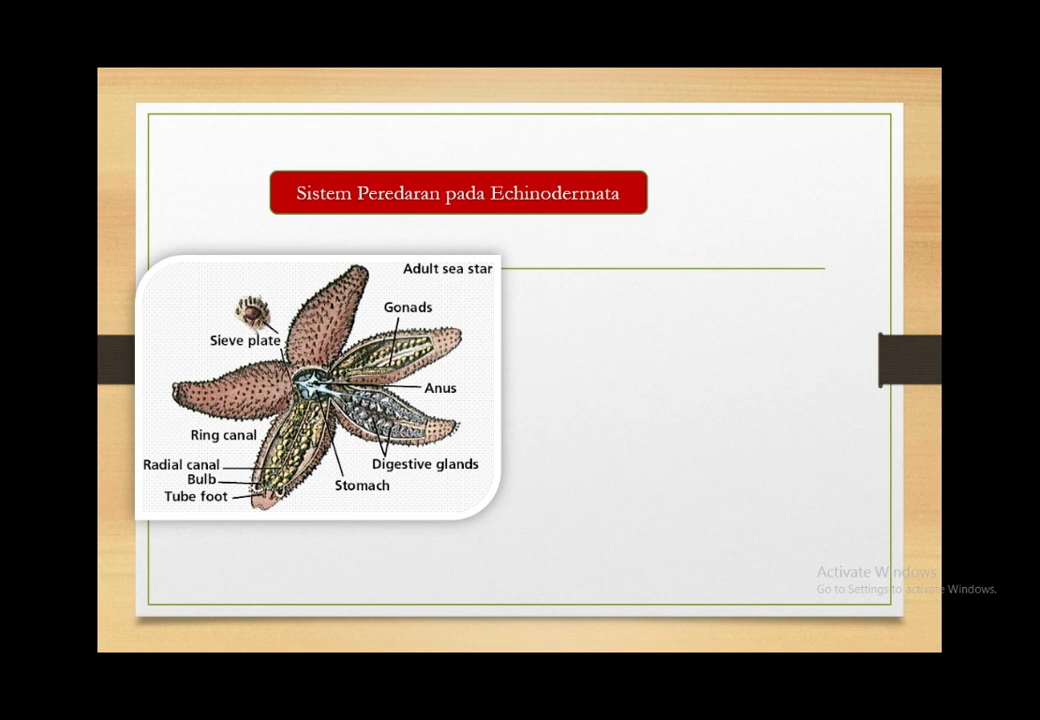 Sistem Peredaran pada Echinodermata
Adult sea star
Gonads
Sieve plate
Anus
Ring canal
Radial canal
Digestive glands
Bulb
Stomach
Tube foot
Activate Windows
Go to Settings to activate Windows.